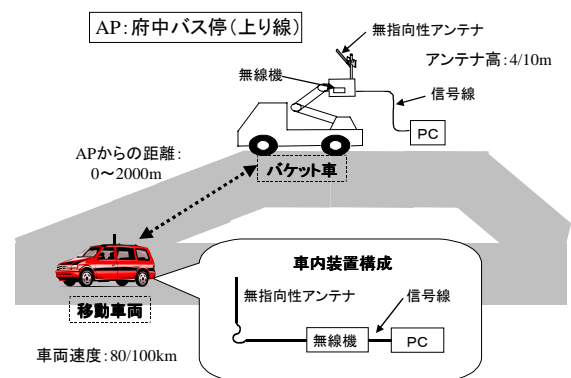 AP：府中バス停（上り線）
無指向性アンテナ
アンテナ高：4/10m
無線機
信号線
PC
APからの距離：
0～2000m
バケット車
車内装置構成
無指向性アンテナ
信号線
無線機
PC
移動車両
車両速度：80/100km